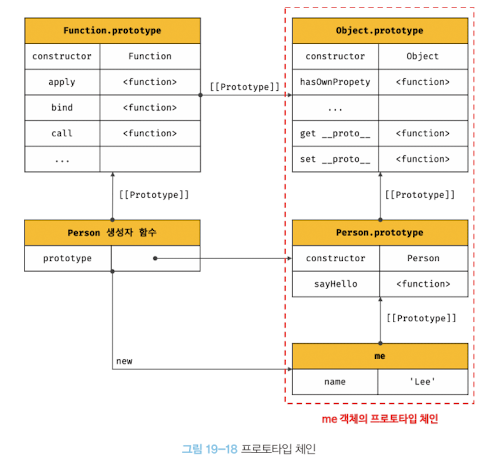 Function.prototype
constructor Function
apply <function>
bind <function>
call <function>
...
[[Prototype]]
Object.prototype
constructor Object
hasOwnPropety <function>
...
get __proto__ <function>
set __proto__ <function>
[[Prototype]]
[[Prototype]]
Person 생성자 함수
prototype
Person.prototype
constructor Person
sayHello <function>
[[Prototype]]
new
me
name 'Lee'
me 객체의 프로토타입 체인
그림 19-18 프로토타입 체인